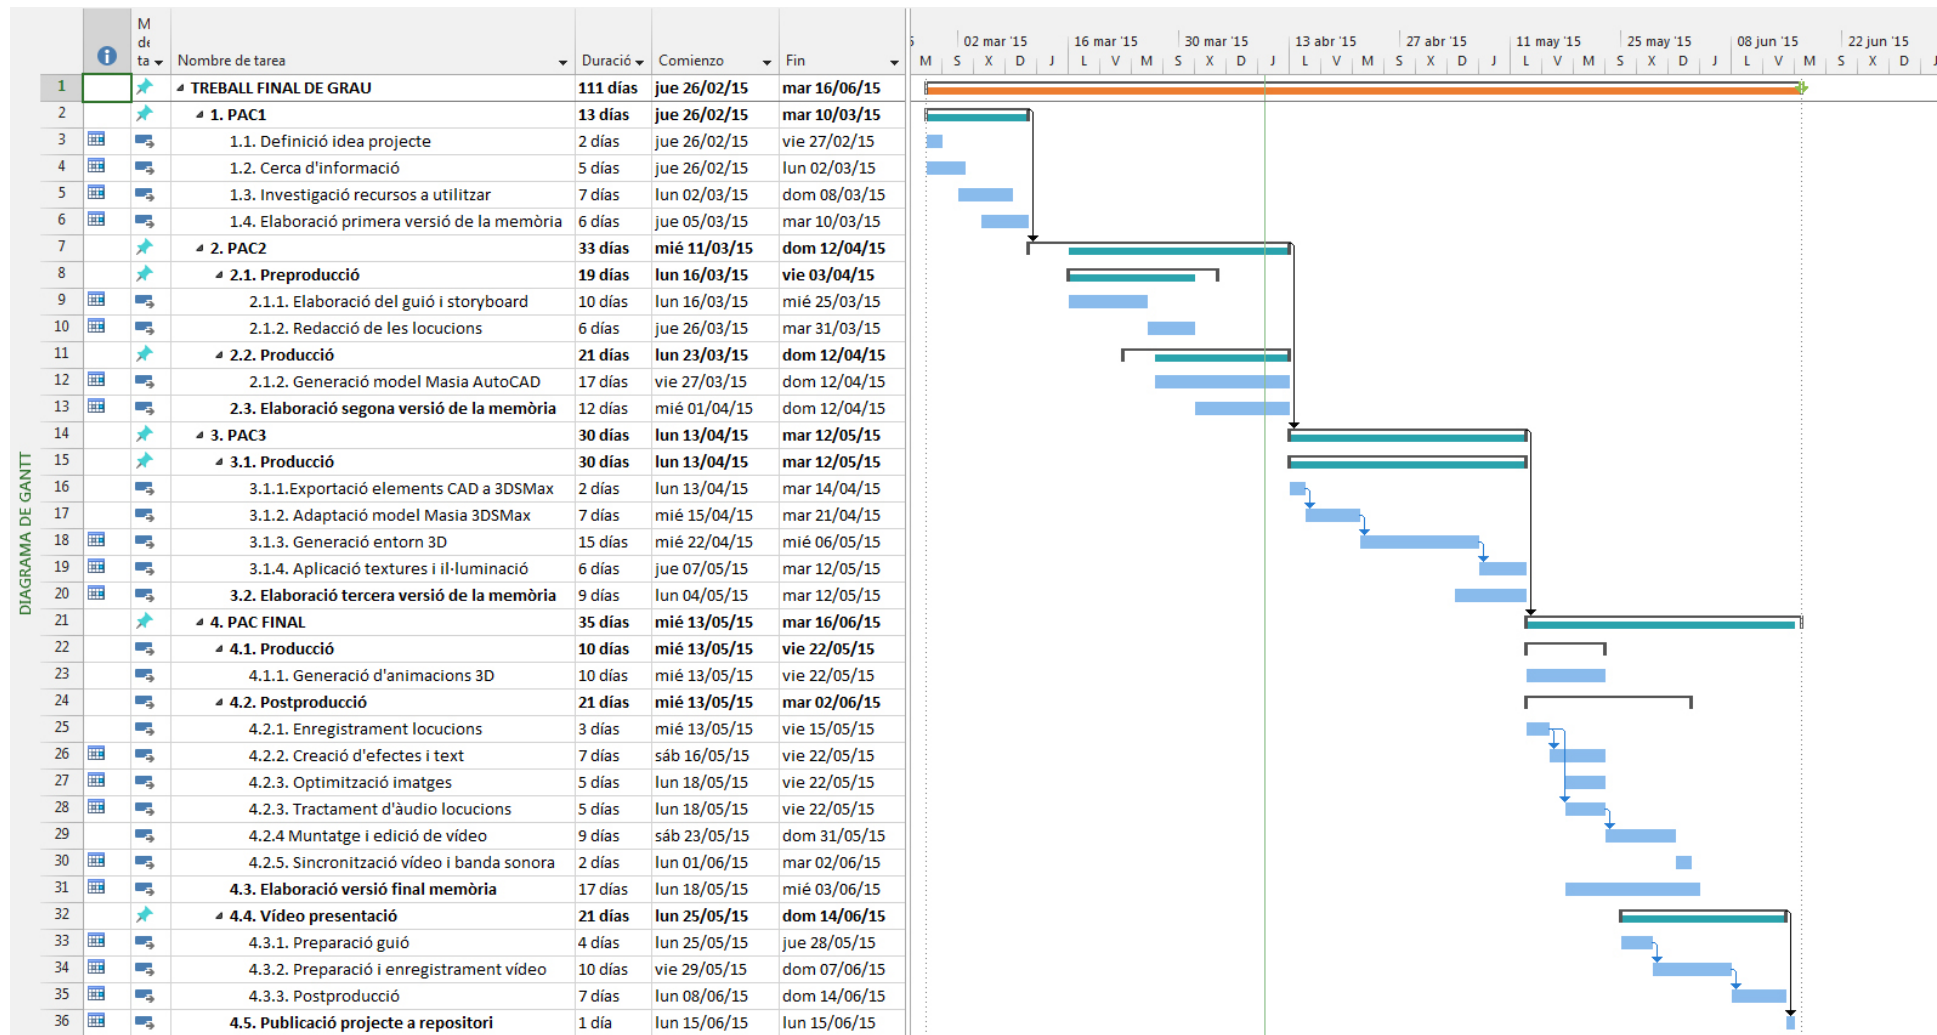 DIAGRAMA DE GANTT
M
de
ta Nombre de tarea Duració Comienzo Fin
02 mar '15 16 mar '15 30 mar '15 13 abr '15 27 abr '15 11 may '15 25 may '15 08 jun '15 22 jun '15
M S X D J L V M S X D J L V M S X D J L V M S X D J L V M S X D J
1 TREBALL FINAL DE GRAU 111 días jue 26/02/15 mar 16/06/15
2 1. PAC1 13 días jue 26/02/15 mar 10/03/15
3 1.1. Definició idea projecte 2 días jue 26/02/15 vie 27/02/15
4 1.2. Cerca d'informació 5 días jue 26/02/15 lun 02/03/15
5 1.3. Investigació recursos a utilitzar 7 días lun 02/03/15 dom 08/03/15
6 1.4. Elaboració primera versió de la memòria 6 días jue 05/03/15 mar 10/03/15
7 2. PAC2 33 días mié 11/03/15 dom 12/04/15
8 2.1. Preproducció 19 días lun 16/03/15 vie 03/04/15
9 2.1.1. Elaboració del guió i storyboard 10 días lun 16/03/15 mié 25/03/15
10 2.1.2. Redacció de les locucions 6 días jue 26/03/15 mar 31/03/15
11 2.2. Producció 21 días lun 23/03/15 dom 12/04/15
12 2.1.2. Generació model Masia AutoCAD 17 días vie 27/03/15 dom 12/04/15
13 2.3. Elaboració segona versió de la memòria 12 días mié 01/04/15 dom 12/04/15
14 3. PAC3 30 días lun 13/04/15 mar 12/05/15
15 3.1. Producció 30 días lun 13/04/15 mar 12/05/15
16 3.1.1.Exportació elements CAD a 3DSMax 2 días lun 13/04/15 mar 14/04/15
17 3.1.2. Adaptació model Masia 3DSMax 7 días mié 15/04/15 mar 21/04/15
18 3.1.3. Generació entorn 3D 15 días mié 22/04/15 mié 06/05/15
19 3.1.4. Aplicació textures i il·luminació 6 días jue 07/05/15 mar 12/05/15
20 3.2. Elaboració tercera versió de la memòria 9 días lun 04/05/15 mar 12/05/15
21 4. PAC FINAL 35 días mié 13/05/15 mar 16/06/15
22 4.1. Producció 10 días mié 13/05/15 vie 22/05/15
23 4.1.1. Generació d'animacions 3D 10 días mié 13/05/15 vie 22/05/15
24 4.2. Postproducció 21 días mié 13/05/15 mar 02/06/15
25 4.2.1. Enregistrament locucions 3 días mié 13/05/15 vie 15/05/15
26 4.2.2. Creació d'efectes i text 7 días sáb 16/05/15 vie 22/05/15
27 4.2.3. Optimització imatges 5 días lun 18/05/15 vie 22/05/15
28 4.2.3. Tractament d'àudio locucions 5 días lun 18/05/15 vie 22/05/15
29 4.2.4 Muntatge i edició de vídeo 9 días sáb 23/05/15 dom 31/05/15
30 4.2.5. Sincronització vídeo i banda sonora 2 días lun 01/06/15 mar 02/06/15
31 4.3. Elaboració versió final memòria 17 días lun 18/05/15 mié 03/06/15
32 4.4. Vídeo presentació 21 días lun 25/05/15 dom 14/06/15
33 4.3.1. Preparació guió 4 días lun 25/05/15 jue 28/05/15
34 4.3.2. Preparació i enregistrament vídeo 10 días vie 29/05/15 dom 07/06/15
35 4.3.3. Postproducció 7 días lun 08/06/15 dom 14/06/15
36 4.5. Publicació projecte a repositori 1 día lun 15/06/15 lun 15/06/15